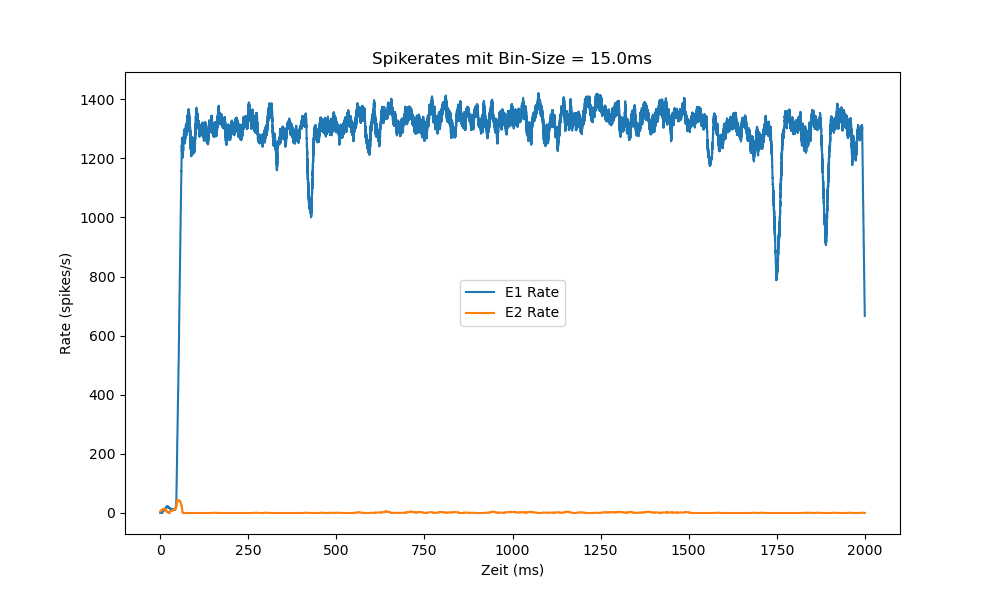 Spikerates mit Bin-Size = 15.0ms
Rate (spikes/s)
1400
1200
1000
800
600
400
200
0
E1 Rate
E2 Rate
0 250 500 750 1000 1250 1500 1750 2000
Zeit (ms)